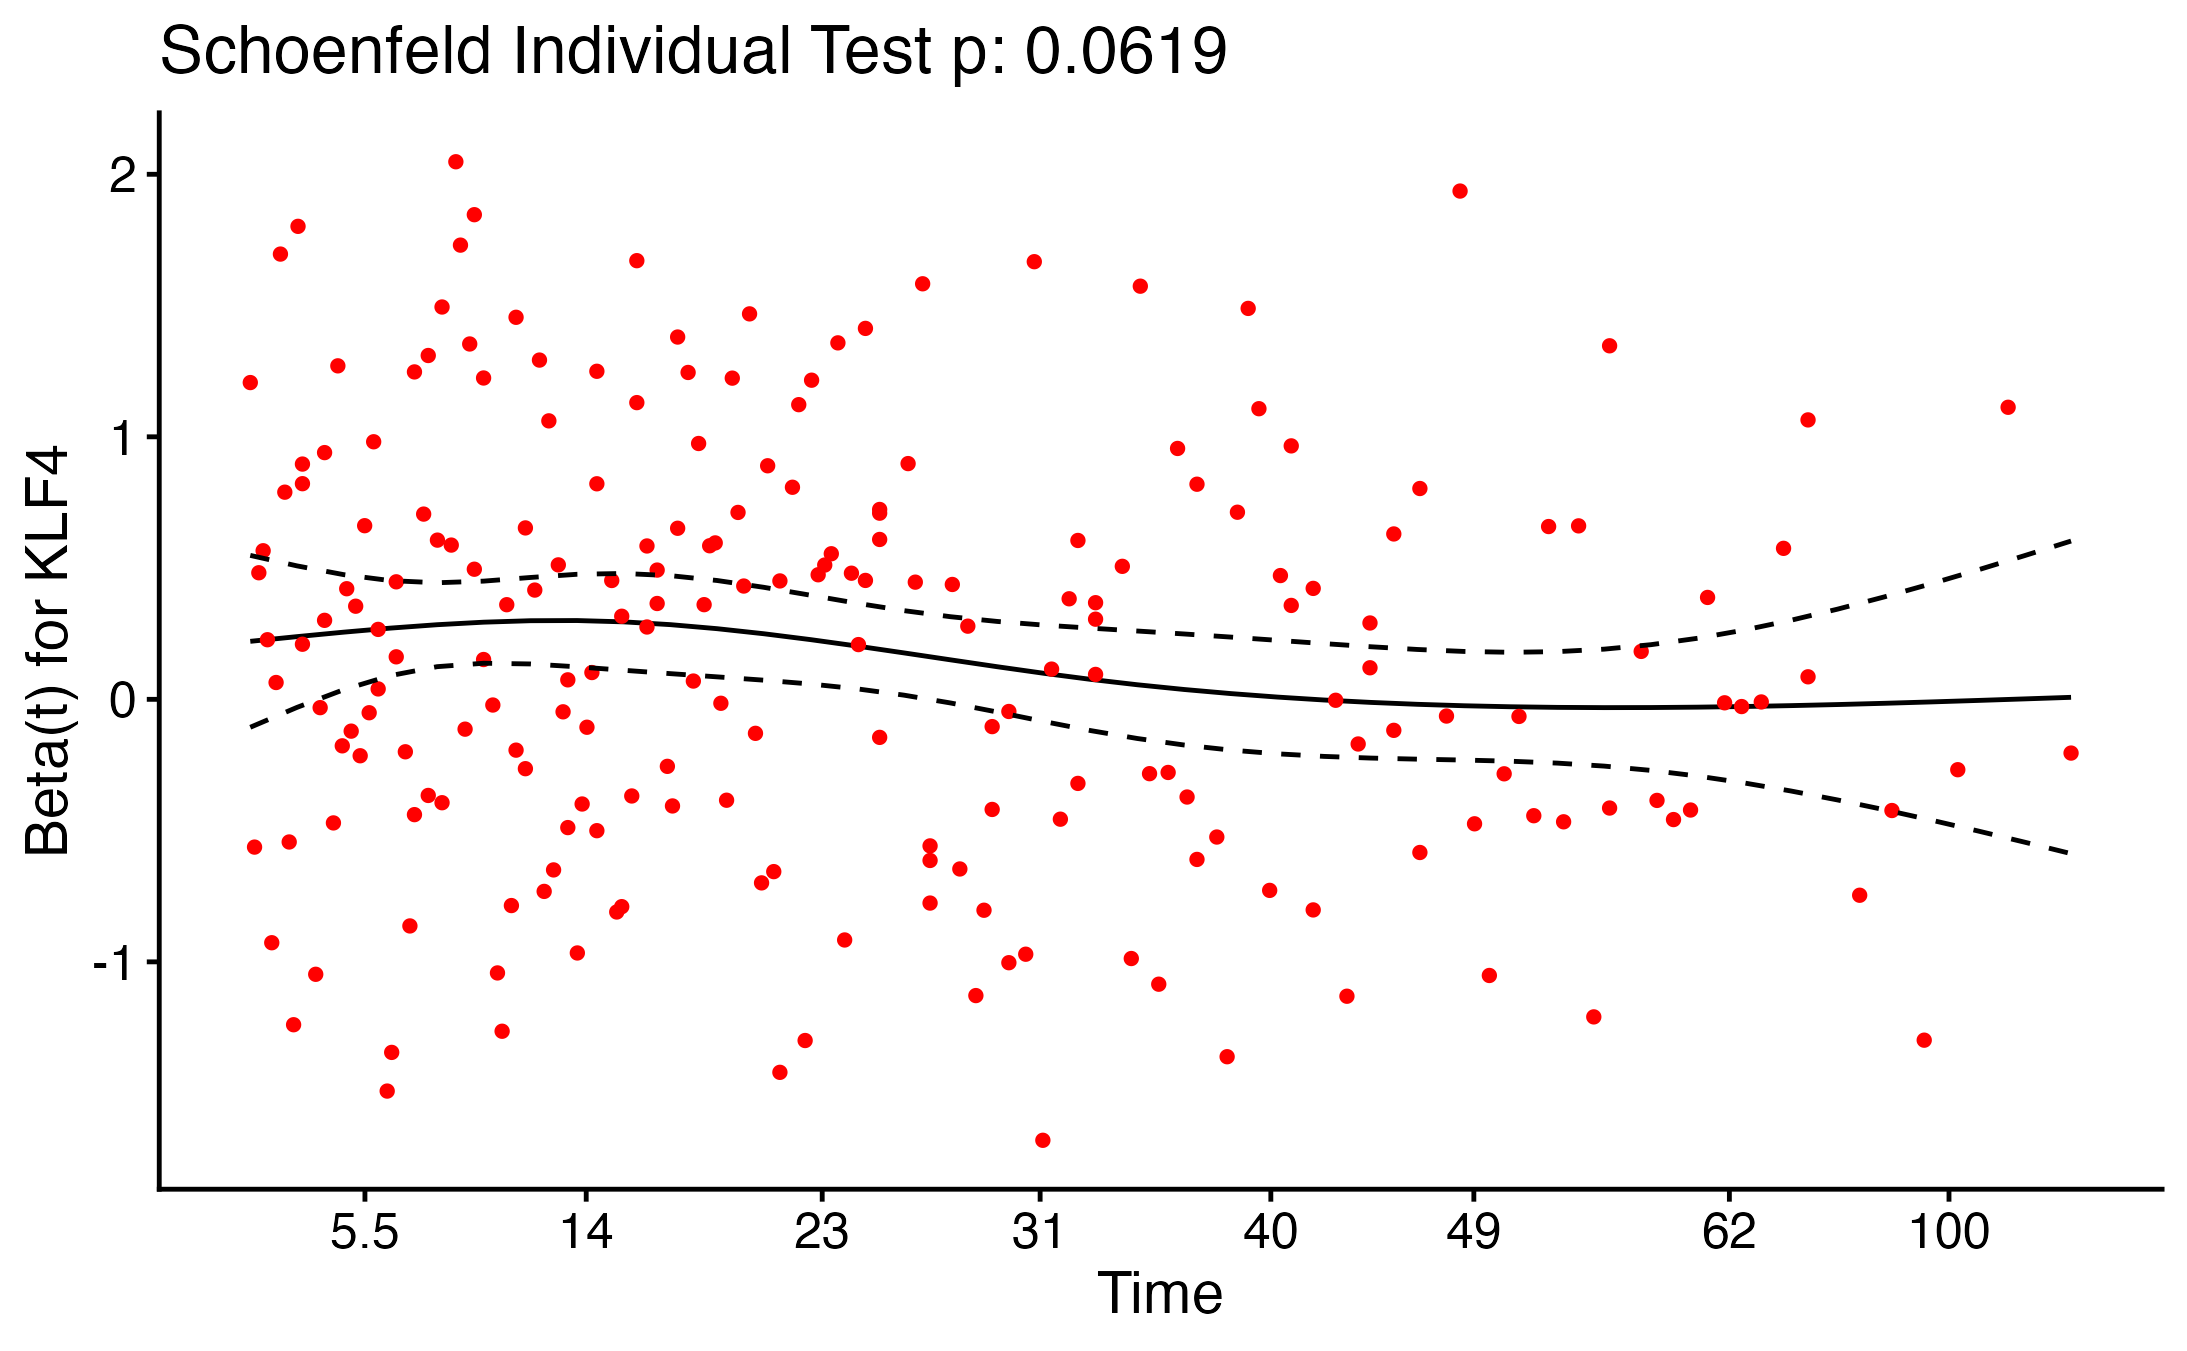 Schoenfeld Individual Test p: 0.0619
Beta(t) for KLF4
2
1
0
-1
5.5 14 23 31 40 49 62 100
Time